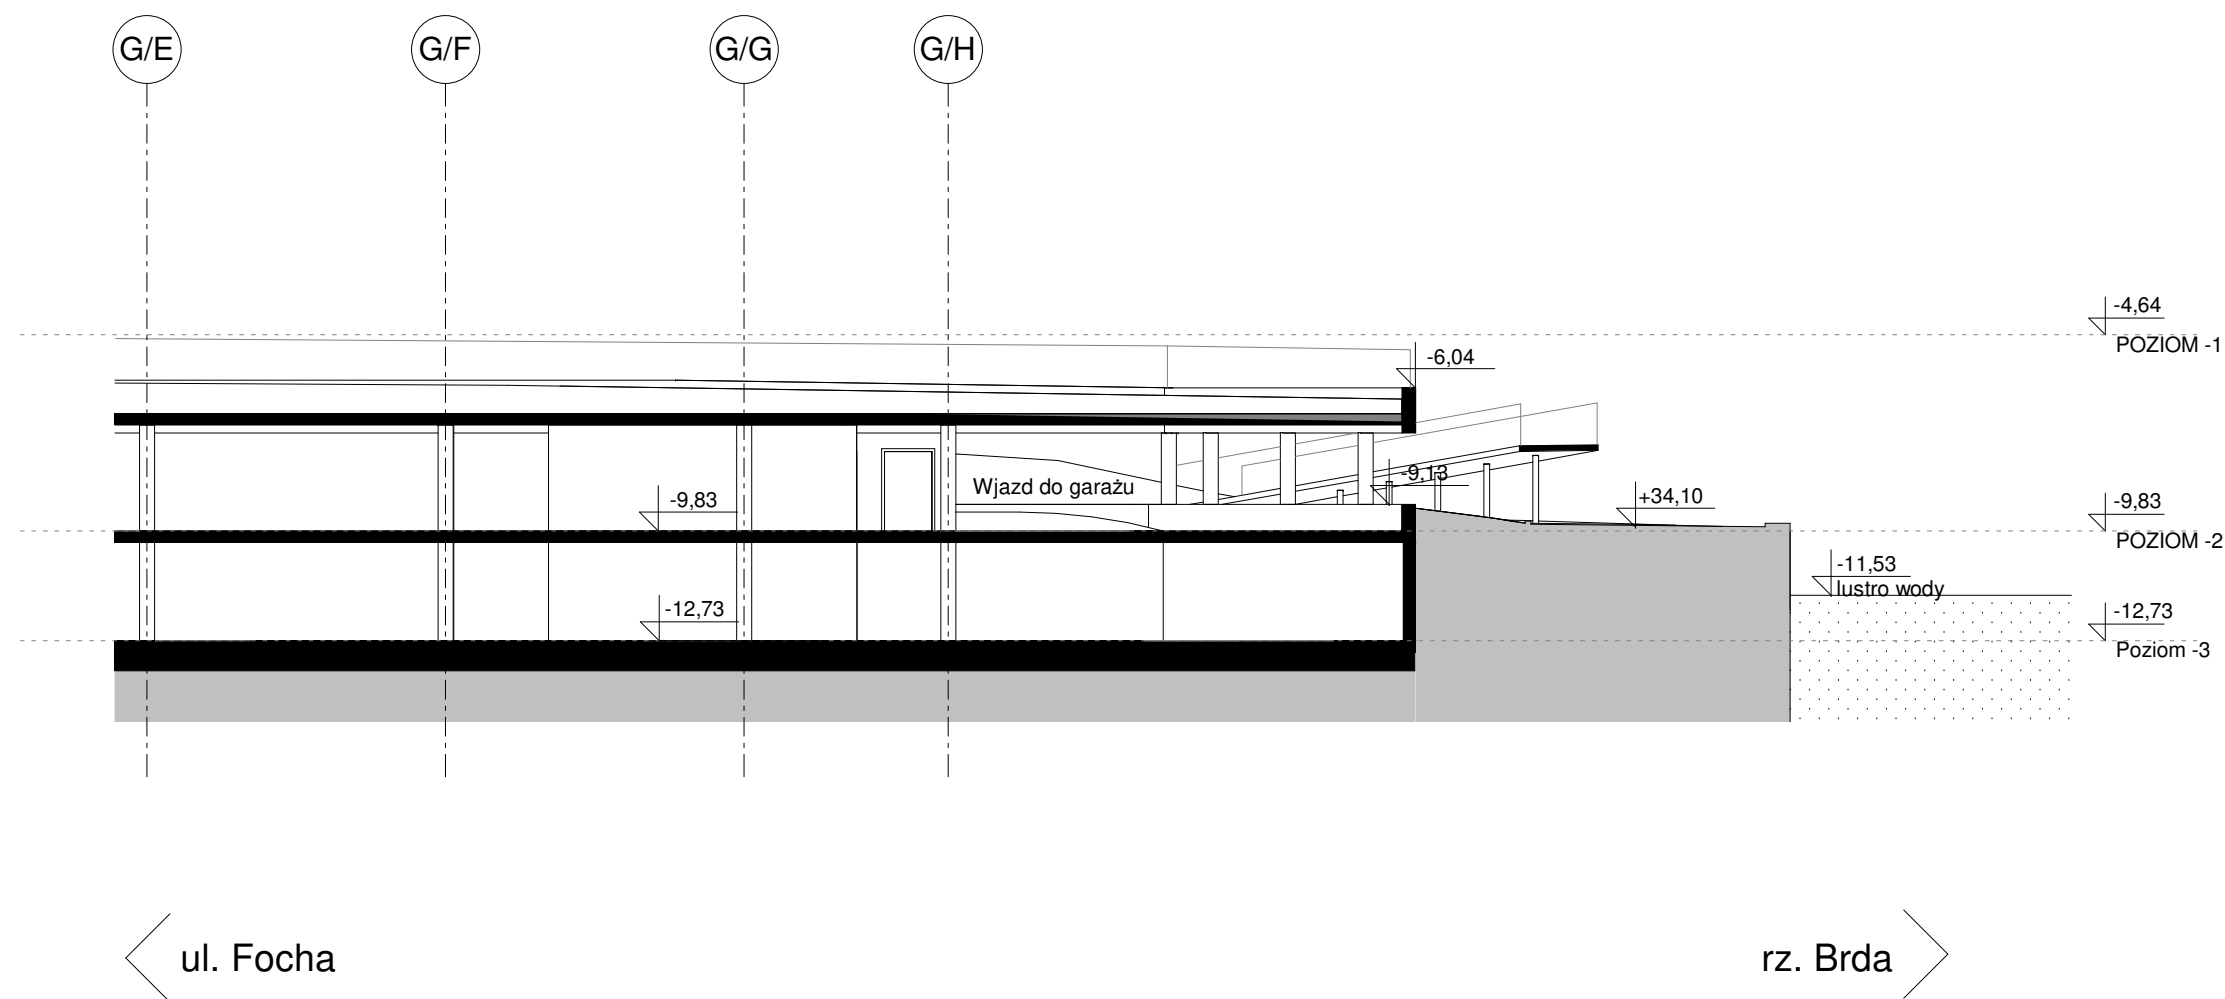 G/E
G/F
G/G
G/H
-4,64
POZIOM -1
-6,04
-9,13
Wjazd do garażu
-9,83
+34,10
-9,83
POZIOM -2
-11,53
lustro wody
-12,73
-12,73
Poziom -3
ul. Focha
rz. Brda